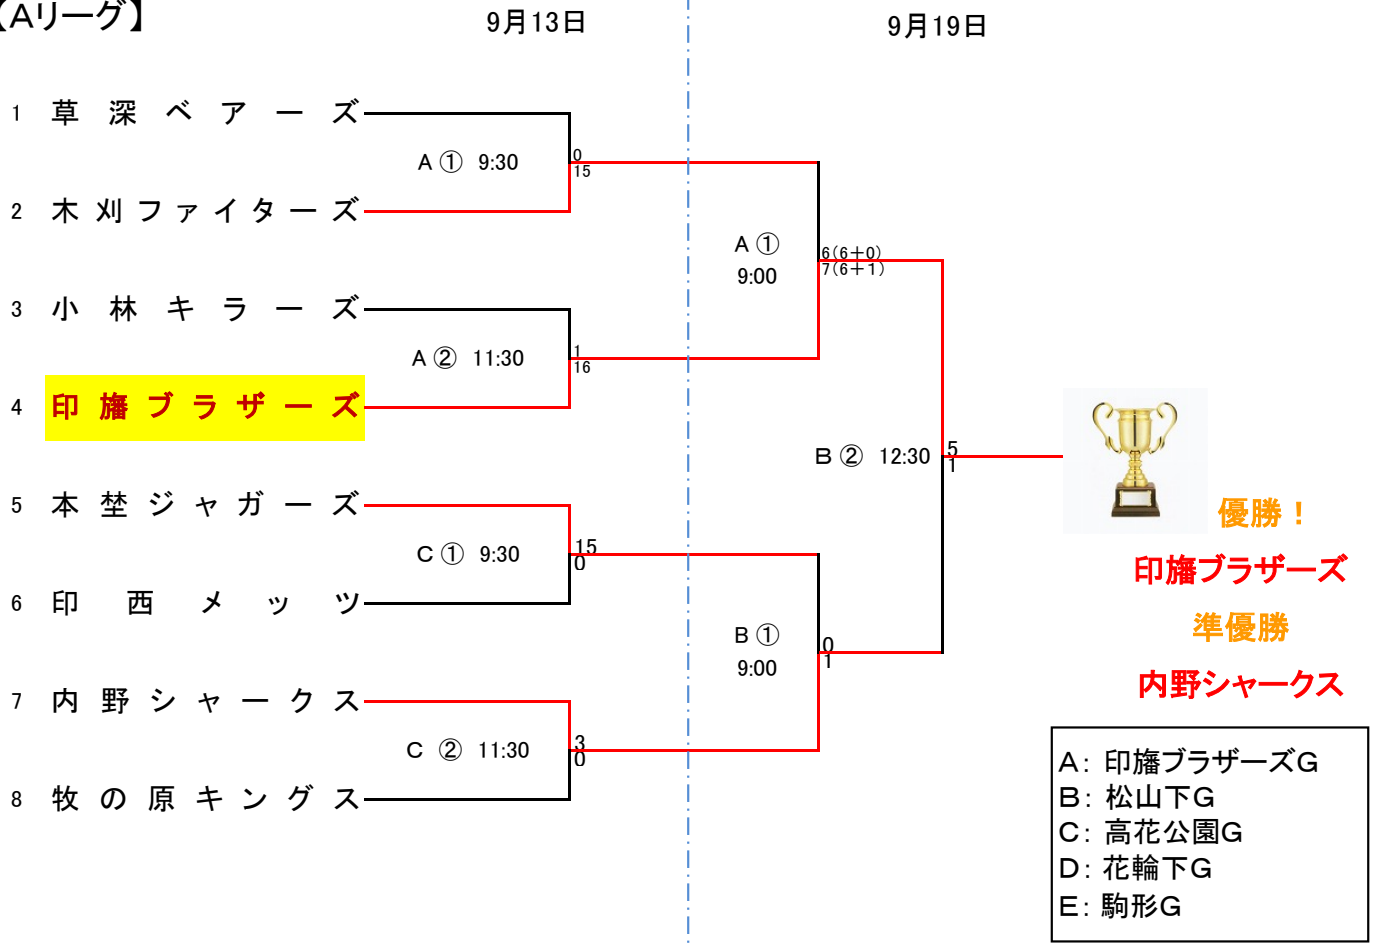 【Aリーグ】
9月13日
9月19日
1 草深ベアーズ
A① 9:30
0
15
2 木刈ファイターズ
A①
9:00
6(6+0)
7(6+1)
3 小林キラーズ
A② 11:30
1
16
4 印旛ブラザーズ
B② 12:30
5
1
5 本埜ジャガーズ
C① 9:30
15
0
6 印西メッツ
B①
9:00
0
1
7 内野シャークス
C② 11:30
3
0
8 牧の原キングス
優勝！
印旛ブラザーズ
準優勝
内野シャークス
A：印旛ブラザーズG
B：松山下G
C：高花公園G
D：花輪下G
E：駒形G